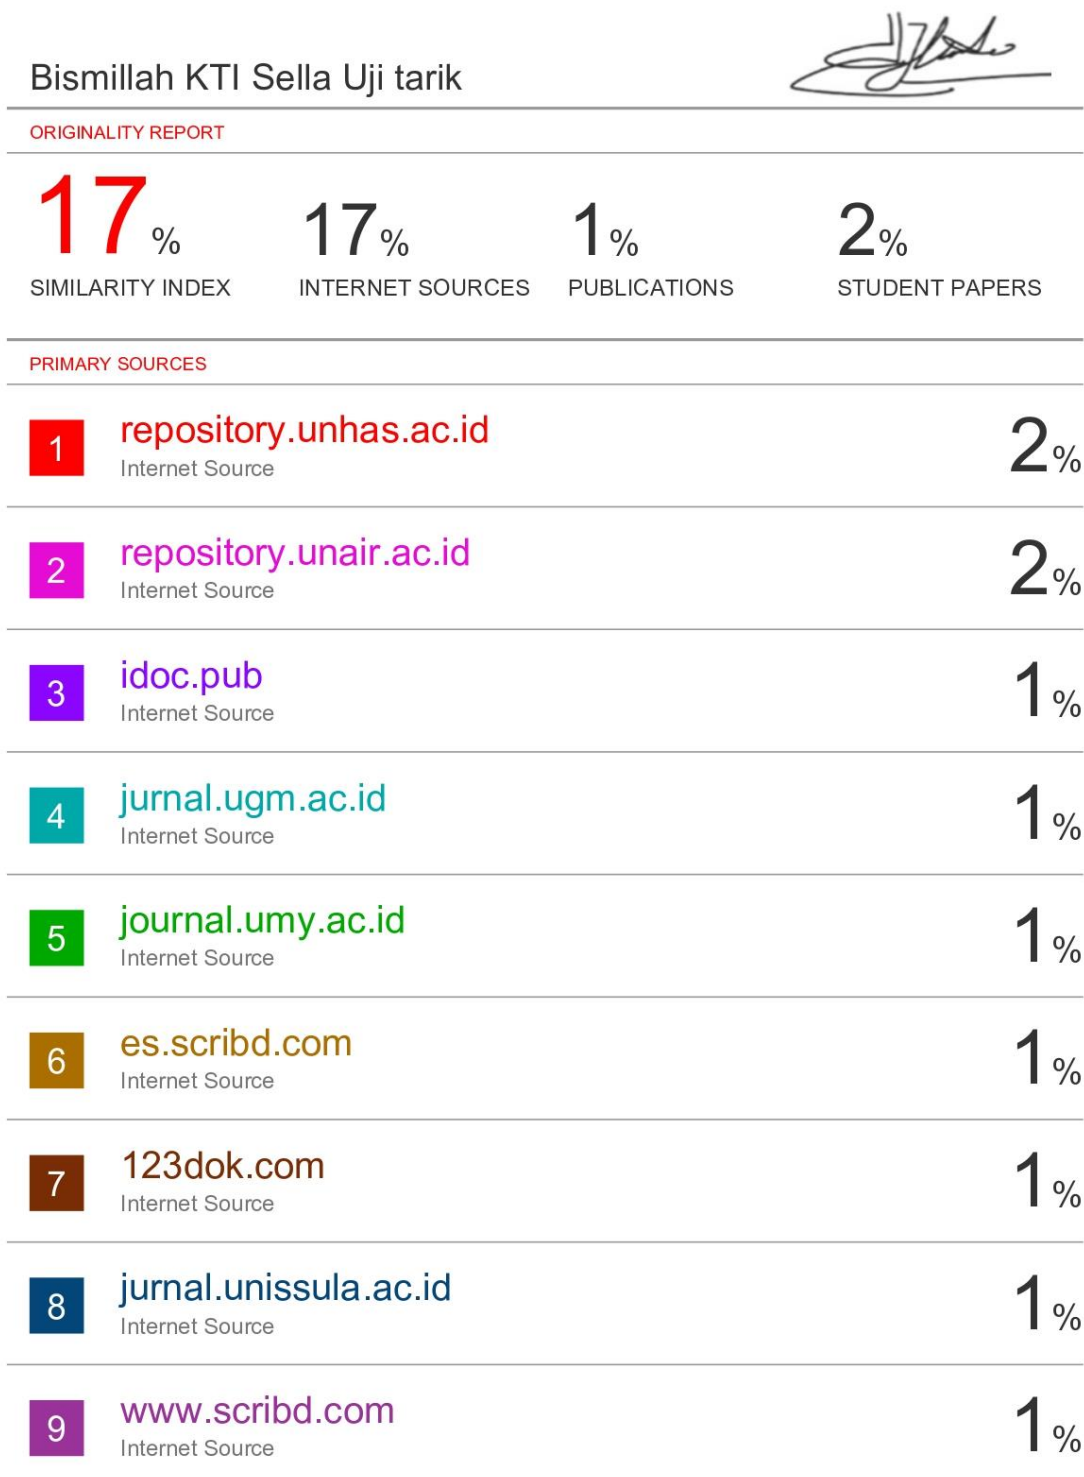 Bismillah KTI Sella Uji tarik
ORIGINALITY REPORT
17% 17% 1% 2%
SIMILARITY INDEX INTERNET SOURCES PUBLICATIONS STUDENT PAPERS
PRIMARY SOURCES
1 repository.unhas.ac.id 2%
Internet Source
2 repository.unair.ac.id 2%
Internet Source
3 idoc.pub 1%
Internet Source
4 jurnal.ugm.ac.id 1%
Internet Source
5 journal.umy.ac.id 1%
Internet Source
6 es.scribd.com 1%
Internet Source
7 123dok.com 1%
Internet Source
8 jurnal.unissula.ac.id 1%
Internet Source
9 www.scribd.com 1%
Internet Source